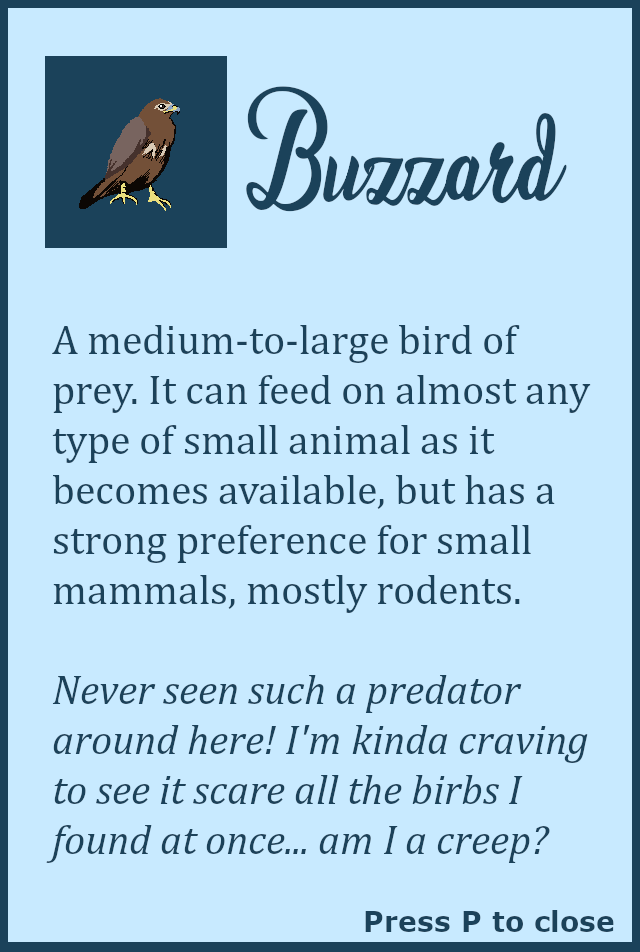 Buzzard
A medium-to-large bird of
prey. It can feed on almost any
type of small animal as it
becomes available, but has a
strong preference for small
mammals, mostly rodents.
Never seen such a predator
around here! I'm kinda craving
to see it scare all the birbs I
found at once... am I a creep?
Press P to close